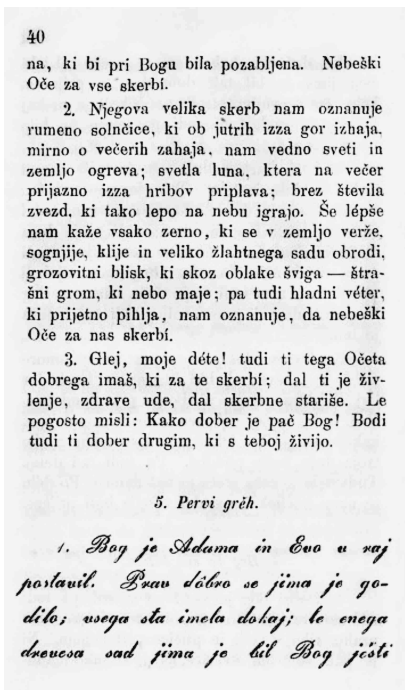 40
na, ki bi pri Bogu bila pozabljena. Nebeški
Oče za vse skerbí.
2. Njegova velika skerb nam oznanuje
rumeno solnčice, ki ob jutrih izza gor izhaja,
mirno o večerih zahaja, nam vedno sveti in
zemljo ogreva; svetla luna, ktera na večer
prijazno izza hribov priplava; brez števila
zvezd, ki tako lepo na nebu igrajo. Še lépše
nam kaže vsako zerno, ki se v zemljo verže,
sognjije, klije in veliko žlahtnega sadu obrodi,
grozovitni blisk, ki skoz oblake šviga — štra-
šni grom, ki nebo maje; pa tudi hladni véter,
ki prijetno pihlja, nam oznanuje, da nebeški
Oče za nas skerbí.
3. Glej, moje déte! tudi ti tega Očeta
dobrega imaš, ki za te skerbí; dal ti je živ-
lenje, zdrave ude, dal skerbne stariše. Le
pogosto misli: Kako dober je pač Bog! Bodi
tudi ti dober drugim, ki s teboj živijo.
5. Pervi gréh.
1. Bog je Adama in Evo v raj
postavil. Prav dobro se jima je go-
dilo; vsega sta imela dokaj; le enega
drevesa sad jima je bil Bog jésti